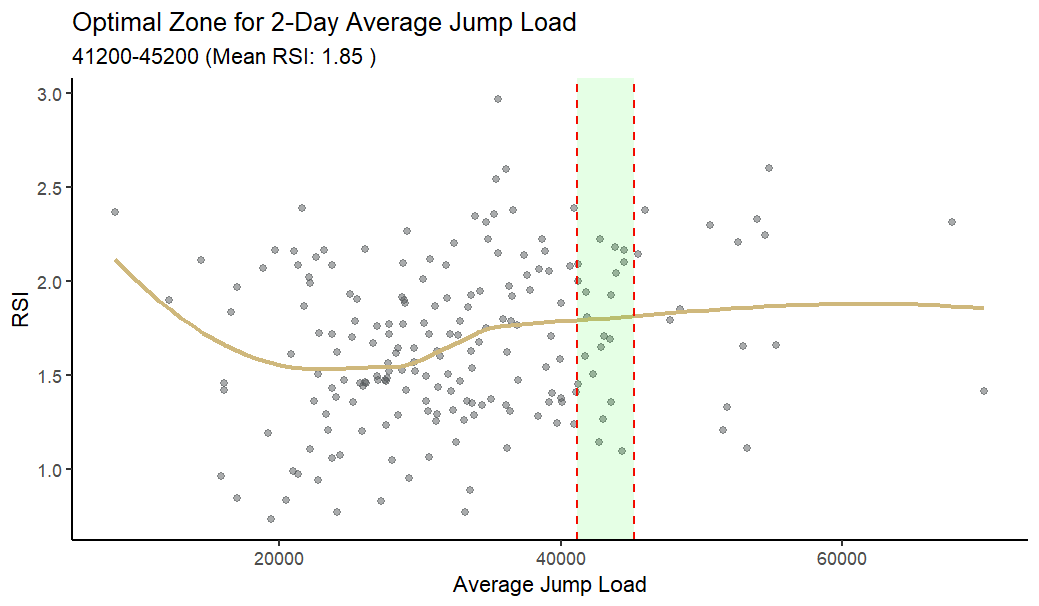 Optimal Zone for 2-Day Average Jump Load
41200-45200 (Mean RSI: 1.85 )
3.0
2.5
2.0
1.5
1.0
RSI
20000 40000 60000
Average Jump Load